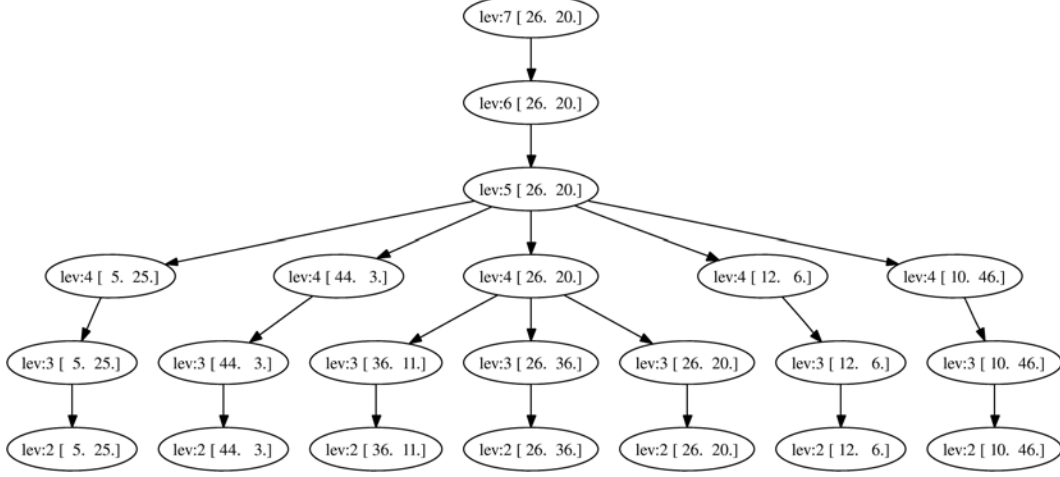 lev:7 [ 26. 20.]
lev:6 [ 26. 20.]
lev:5 [ 26. 20.]
lev:4 [ 5. 25.]
lev:4 [ 44. 3.]
lev:4 [ 26. 20.]
lev:4 [ 12. 6.]
lev:4 [ 10. 46.]
lev:3 [ 5. 25.]
lev:3 [ 44. 3.]
lev:3 [ 36. 11.]
lev:3 [ 26. 36.]
lev:3 [ 26. 20.]
lev:3 [ 12. 6.]
lev:3 [ 10. 46.]
lev:2 [ 5. 25.]
lev:2 [ 44. 3.]
lev:2 [ 36. 11.]
lev:2 [ 26. 36.]
lev:2 [ 26. 20.]
lev:2 [ 12. 6.]
lev:2 [ 10. 46.]